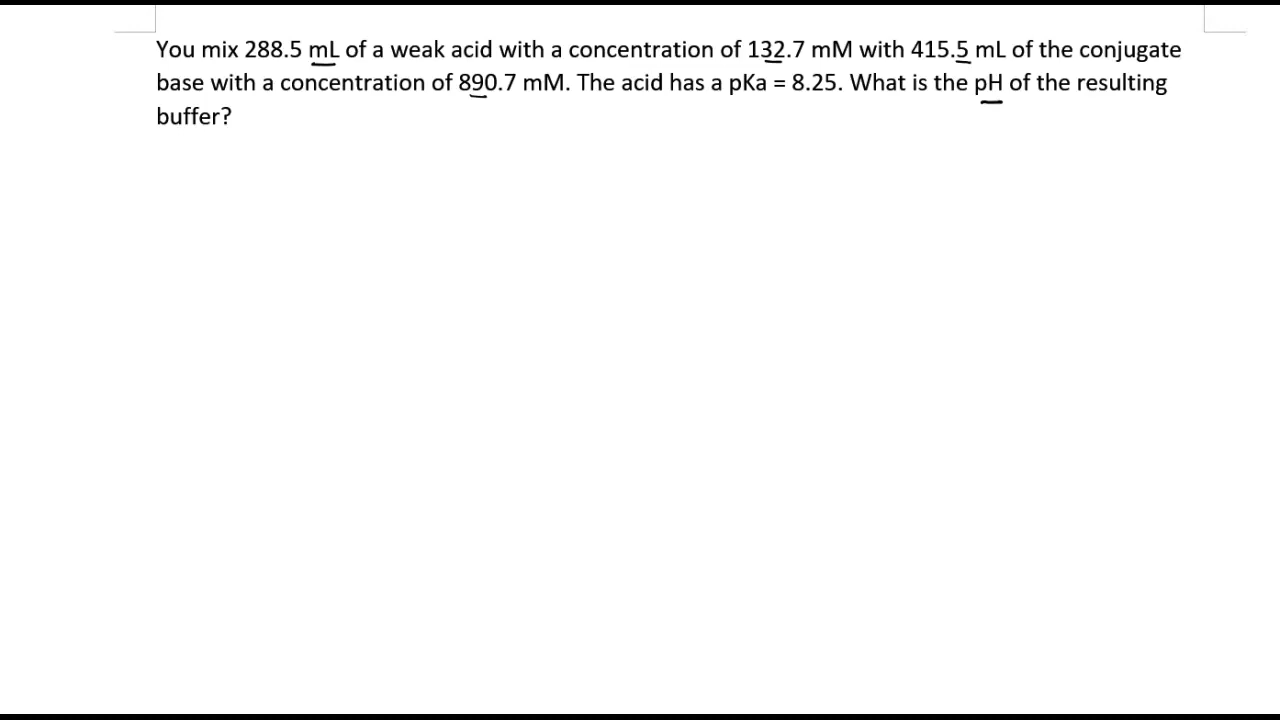 You mix 288.5 mL of a weak acid with a concentration of 132.7 mM with 415.5 mL of the conjugate
base with a concentration of 890.7 mM. The acid has a pKa = 8.25. What is the pH of the resulting
buffer?